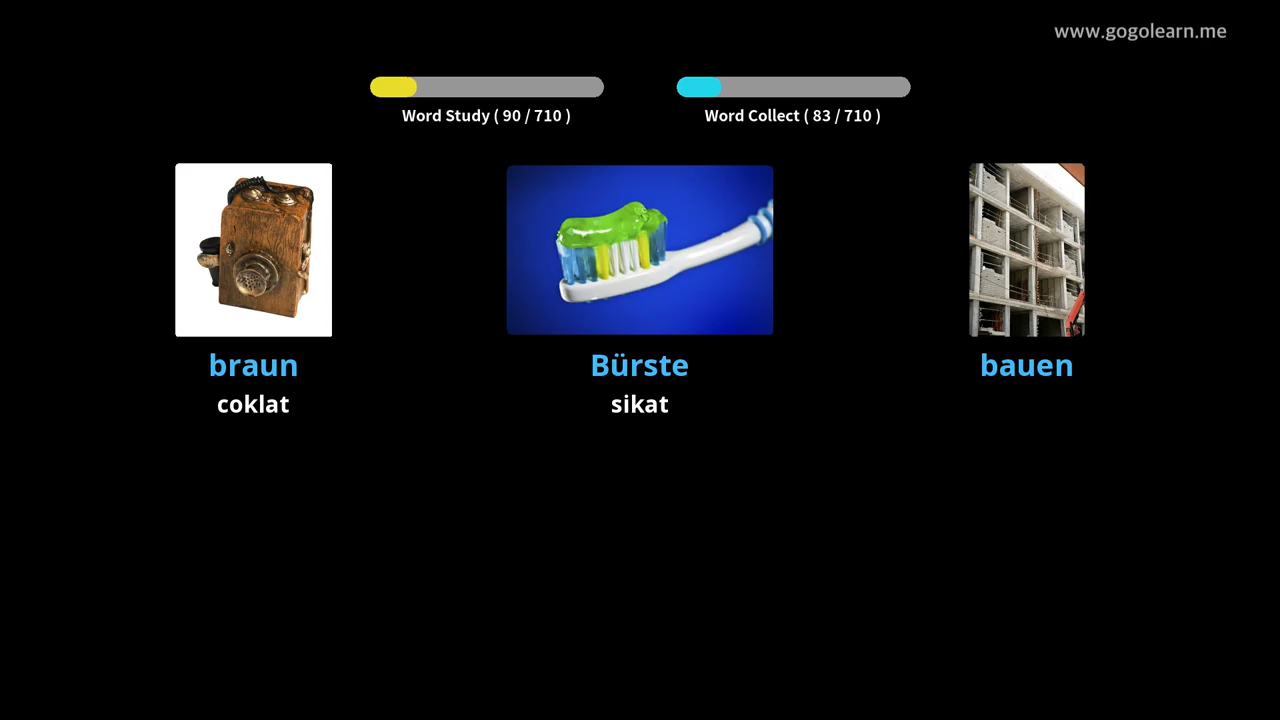 www.gogolearn.me
Word Study ( 90 / 710 )
Word Collect ( 83 / 710 )
braun
Bürste
bauen
coklat
sikat